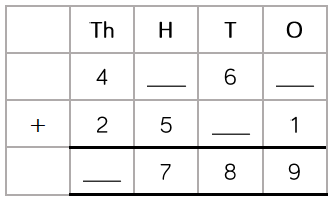 Th H T O
4 ___ 6 ___
+ 2 5 ___ 1
___ 7 8 9